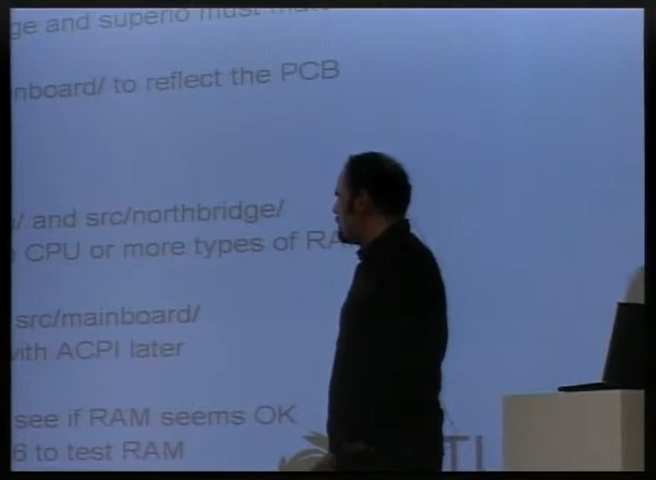 ge and superio must
nboard/ to reflect the PCB
/ and src/northbridge/
CPU or more types of RA
src/mainboard/
with ACPI later
see if RAM seems OK
6 to test RAM